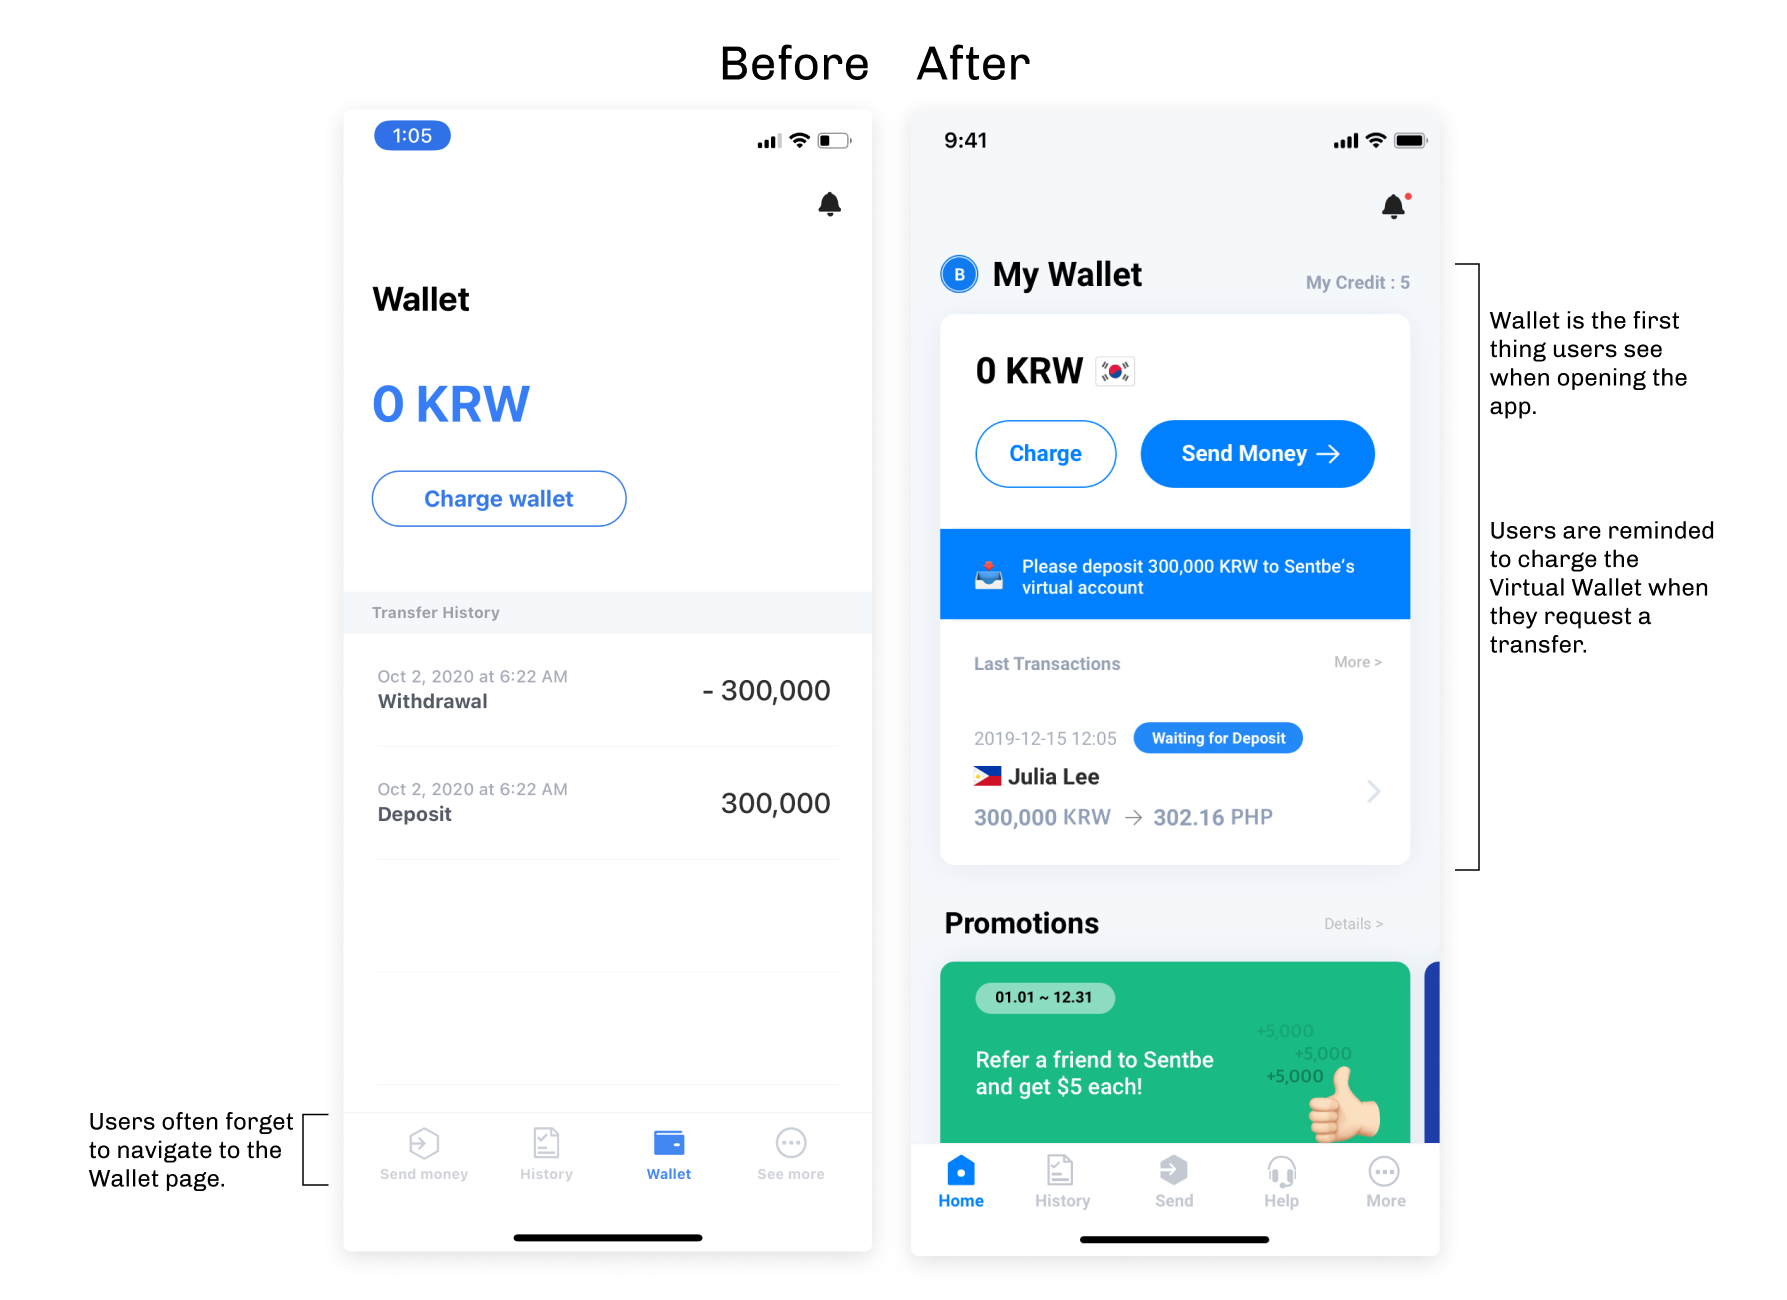 Before
After
1:05
Wallet
0 KRW
Charge wallet
Transfer History
Oct 2, 2020 at 6:22 AM
Withdrawal
- 300,000
Oct 2, 2020 at 6:22 AM
Deposit
300,000
Send money
History
Wallet
See more
Users often forget
to navigate to the
Wallet page.
9:41
B
My Wallet
My Credit : 5
0 KRW
Charge
Send Money →
Please deposit 300,000 KRW to Sentbe’s
virtual account
Last Transactions
More >
2019-12-15 12:05
Waiting for Deposit
Julia Lee
300,000 KRW → 302.16 PHP
Promotions
Details >
01.01 ~ 12.31
Refer a friend to Sentbe
and get $5 each!
+5,000
+5,000
+5,000
Home
History
Send
Help
More
Wallet is the first
thing users see
when opening the
app.
Users are reminded
to charge the
Virtual Wallet when
they request a
transfer.